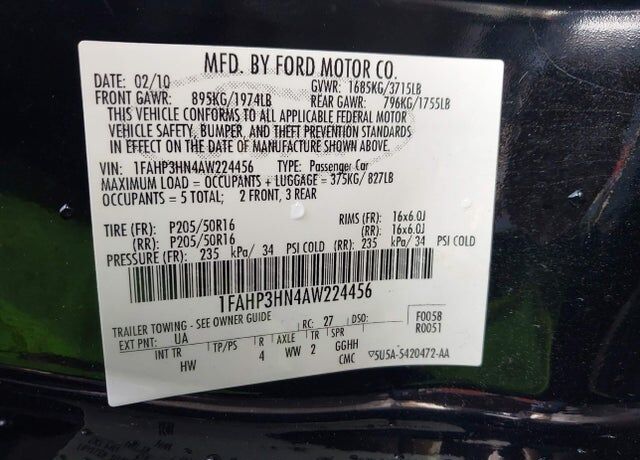 MFD. BY FORD MOTOR CO.
DATE: 02/10 GVWR: 1685KG/3715LB
FRONT GAWR: 895KG/1974LB REAR GAWR: 796KG/1755LB
THIS VEHICLE CONFORMS TO ALL APPLICABLE FEDERAL MOTOR
VEHICLE SAFETY, BUMPER, AND THEFT PREVENTION STANDARDS
IN EFFECT ON THE DATE OF MANUFACTURE SHOWN ABOVE.
VIN: 1FAHP3HN4AW224456 TYPE: Passenger Car
MAXIMUM LOAD = OCCUPANTS + LUGGAGE = 375KG/ 827LB
OCCUPANTS = 5 TOTAL; 2 FRONT, 3 REAR
TIRE (FR): P205/50R16 RIMS (FR): 16x6.0J
(RR): P205/50R16 (RR): 16x6.0J
PRESSURE (FR): 235 kPa/ 34 PSI COLD (RR): 235 kPa/ 34 PSI COLD
1FAHP3HN4AW224456
TRAILER TOWING - SEE OWNER GUIDE F0058
EXT PNT: UA RC: 27 DSO: R0051
INT TR TP/PS R AXLE TR SPR
HW 4 WW 2 GGHH
CMC 5U5A-5420472-AA